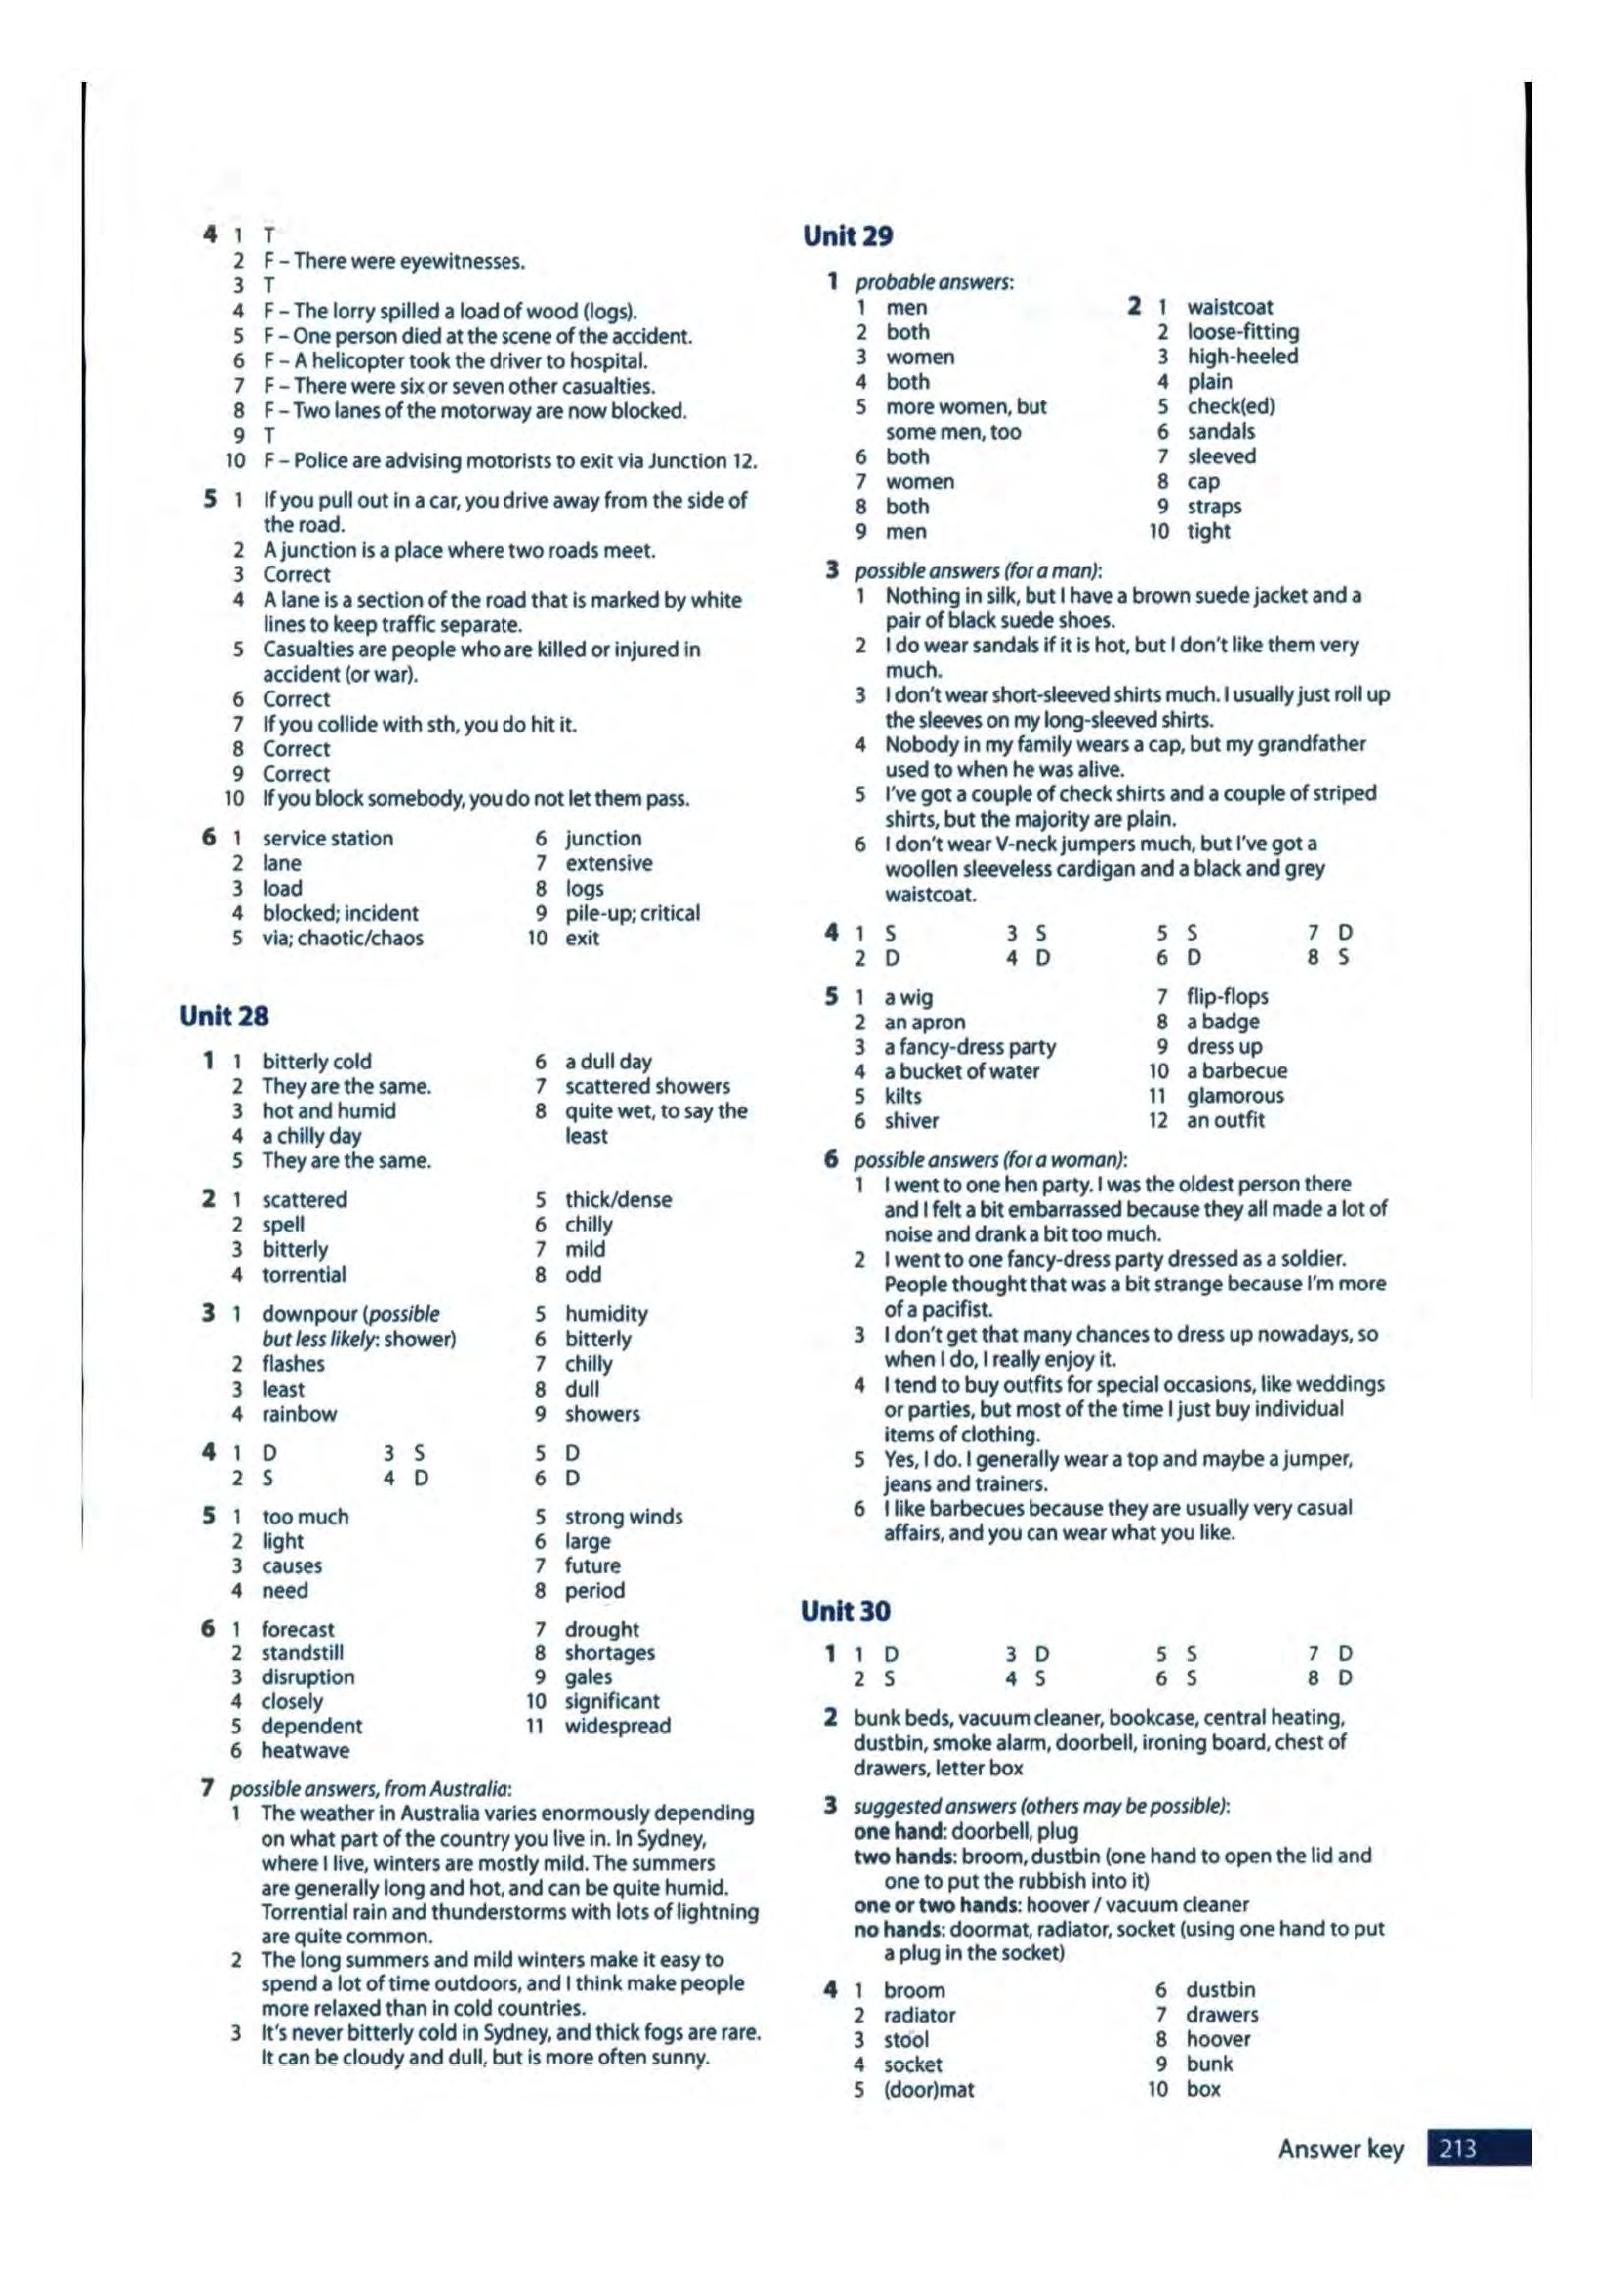 4 1 T
2 F – There were eyewitnesses.
3 T
4 F – The lorry spilled a load of wood (logs).
5 F – One person died at the scene of the accident.
6 F – A helicopter took the driver to hospital.
7 F – There were six or seven other casualties.
8 F – Two lanes of the motorway are now blocked.
9 T
10 F – Police are advising motorists to exit via Junction 12.
5 1 If you pull out in a car, you drive away from the side of
the road.
2 A junction is a place where two roads meet.
3 Correct
4 A lane is a section of the road that is marked by white
lines to keep traffic separate.
5 Casualties are people who are killed or injured in
accident (or war).
6 Correct
7 If you collide with sth, you do hit it.
8 Correct
9 Correct
10 If you block somebody, you do not let them pass.
6 1 service station 6 junction
2 lane 7 extensive
3 load 8 logs
4 blocked; incident 9 pile-up; critical
5 via; chaotic/chaos 10 exit
Unit 28
1 1 bitterly cold 6 a dull day
2 They are the same. 7 scattered showers
3 hot and humid 8 quite wet, to say the
4 a chilly day least
5 They are the same.
2 1 scattered 5 thick/dense
2 spell 6 chilly
3 bitterly 7 mild
4 torrential 8 odd
3 1 downpour (possible 5 humidity
but less likely: shower) 6 bitterly
2 flashes 7 chilly
3 least 8 dull
4 rainbow 9 showers
4 1 D 3 S 5 D
2 S 4 D 6 D
5 1 too much 5 strong winds
2 light 6 large
3 causes 7 future
4 need 8 period
6 1 forecast 7 drought
2 standstill 8 shortages
3 disruption 9 gales
4 closely 10 significant
5 dependent 11 widespread
6 heatwave
7 possible answers, from Australia:
1 The weather in Australia varies enormously depending
on what part of the country you live in. In Sydney,
where I live, winters are mostly mild. The summers
are generally long and hot, and can be quite humid.
Torrential rain and thunderstorms with lots of lightning
are quite common.
2 The long summers and mild winters make it easy to
spend a lot of time outdoors, and I think make people
more relaxed than in cold countries.
3 It's never bitterly cold in Sydney, and thick fogs are rare.
It can be cloudy and dull, but is more often sunny.
Unit 29
1 probable answers:
1 men 2 1 waistcoat
2 both 2 loose-fitting
3 women 3 high-heeled
4 both 4 plain
5 more women, but 5 check(ed)
some men, too 6 sandals
6 both 7 sleeved
7 women 8 cap
8 both 9 straps
9 men 10 tight
3 possible answers (for a man):
1 Nothing in silk, but I have a brown suede jacket and a
pair of black suede shoes.
2 I do wear sandals if it is hot, but I don't like them very
much.
3 I don't wear short-sleeved shirts much. I usually just roll up
the sleeves on my long-sleeved shirts.
4 Nobody in my family wears a cap, but my grandfather
used to when he was alive.
5 I've got a couple of check shirts and a couple of striped
shirts, but the majority are plain.
6 I don't wear V-neck jumpers much, but I've got a
woollen sleeveless cardigan and a black and grey
waistcoat.
4 1 S 3 S 5 S 7 D
2 D 4 D 6 D 8 S
5 1 a wig 7 flip-flops
2 an apron 8 a badge
3 a fancy-dress party 9 dress up
4 a bucket of water 10 a barbecue
5 kilts 11 glamorous
6 shiver 12 an outfit
6 possible answers (for a woman):
1 I went to one hen party. I was the oldest person there
and I felt a bit embarrassed because they all made a lot of
noise and drank a bit too much.
2 I went to one fancy-dress party dressed as a soldier.
People thought that was a bit strange because I'm more
of a pacifist.
3 I don't get that many chances to dress up nowadays, so
when I do, I really enjoy it.
4 I tend to buy outfits for special occasions, like weddings
or parties, but most of the time I just buy individual
items of clothing.
5 Yes, I do. I generally wear a top and maybe a jumper,
jeans and trainers.
6 I like barbecues because they are usually very casual
affairs, and you can wear what you like.
Unit 30
1 1 D 3 D 5 S 7 D
2 S 4 S 6 S 8 D
2 bunk beds, vacuum cleaner, bookcase, central heating,
dustbin, smoke alarm, doorbell, ironing board, chest of
drawers, letter box
3 suggested answers (others may be possible):
one hand: doorbell, plug
two hands: broom, dustbin (one hand to open the lid and
one to put the rubbish into it)
one or two hands: hoover / vacuum cleaner
no hands: doormat, radiator, socket (using one hand to put
a plug in the socket)
4 1 broom 6 dustbin
2 radiator 7 drawers
3 stool 8 hoover
4 socket 9 bunk
5 (door)mat 10 box
Answer key 213